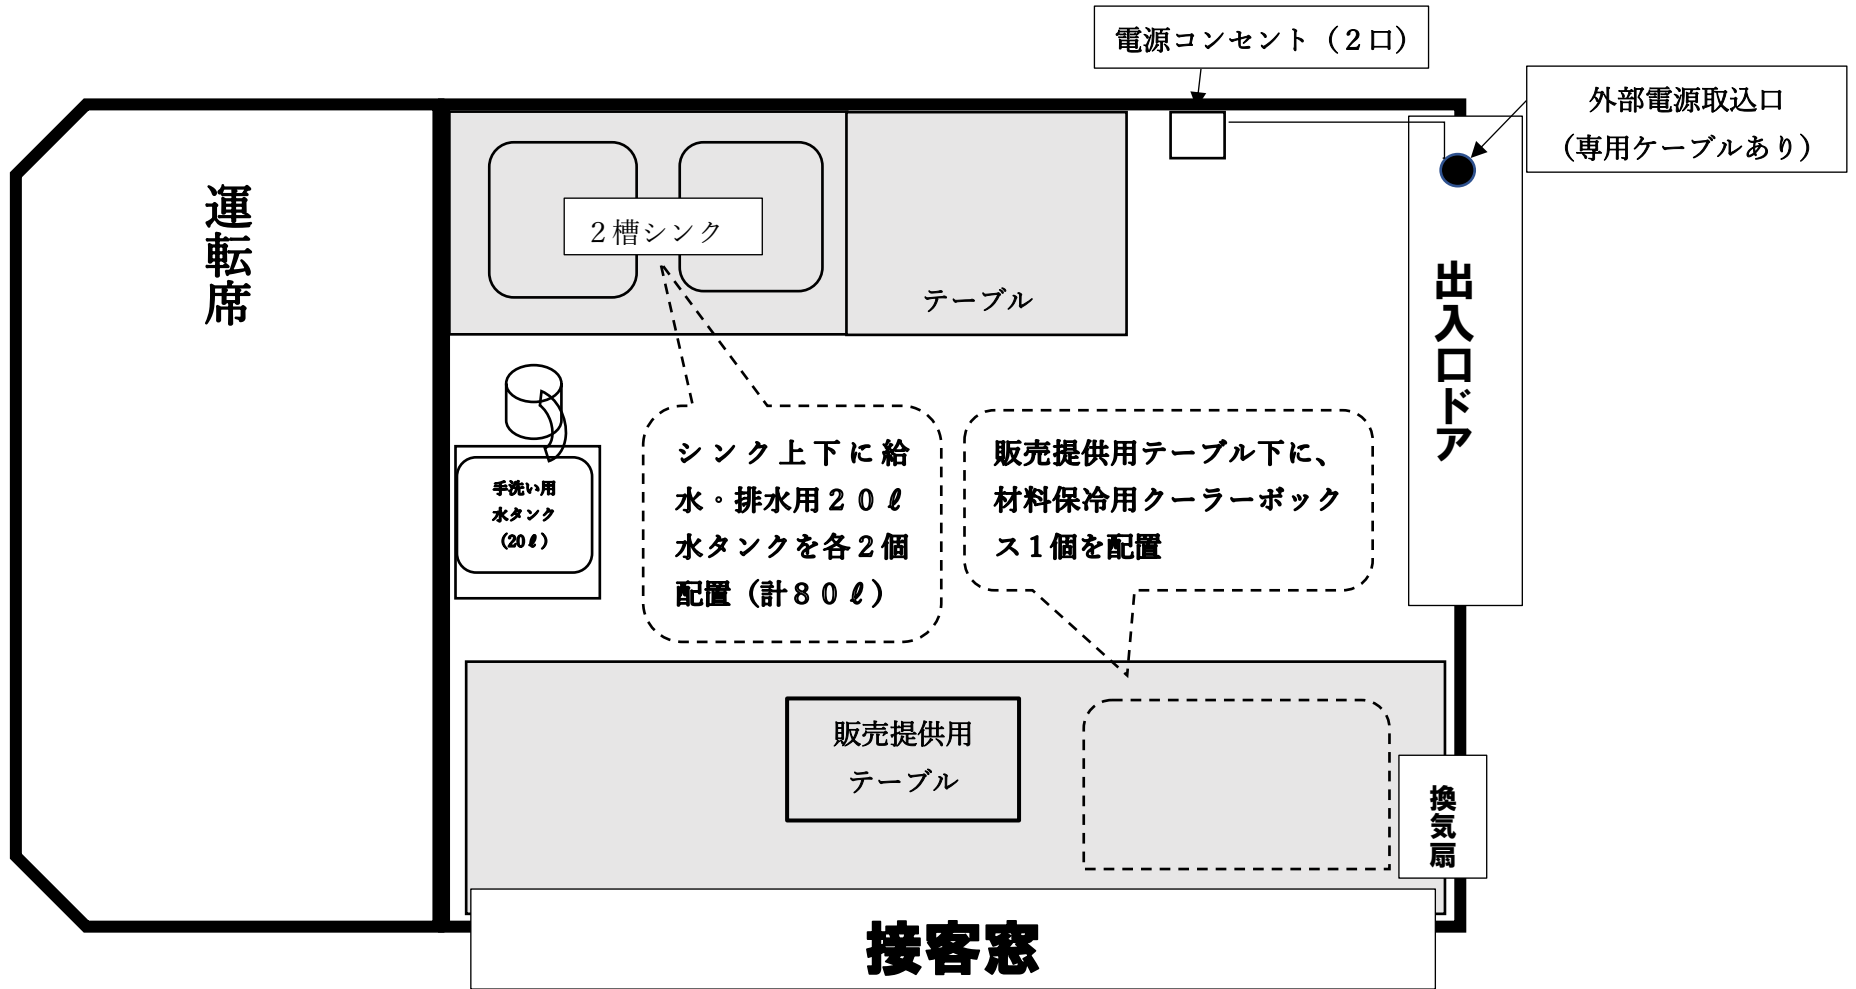 電源コンセント（２口）
外部電源取込口
（専用ケーブルあり）
運転席
２槽シンク
テーブル
出入口ドア
手洗い用
水タンク
（20ℓ）
シンク上下に給
水・排水用２０ℓ
水タンクを各２個
配置（計８０ℓ）
販売提供用テーブル下に、
材料保冷用クーラーボック
ス１個を配置
販売提供用
テーブル
換気扇
接客窓